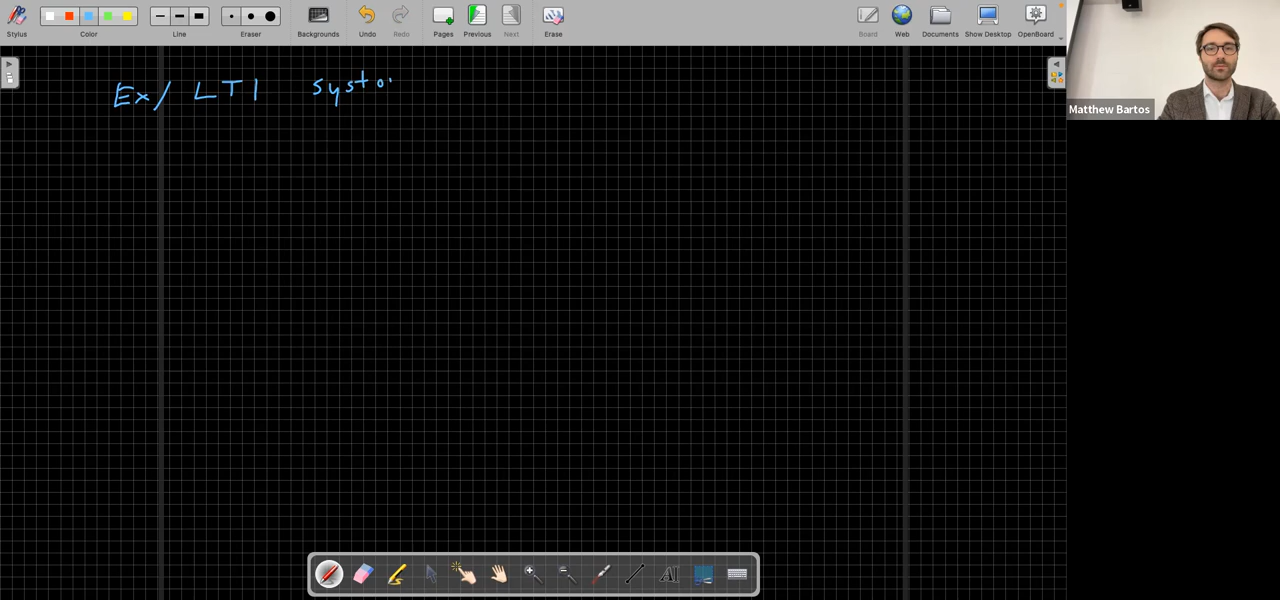 Stylus Color Line Eraser Backgrounds Undo Redo Pages Previous Next Erase Board Web Documents Show Desktop OpenBoard
Ex/ LTI
Matthew Bartos
AI